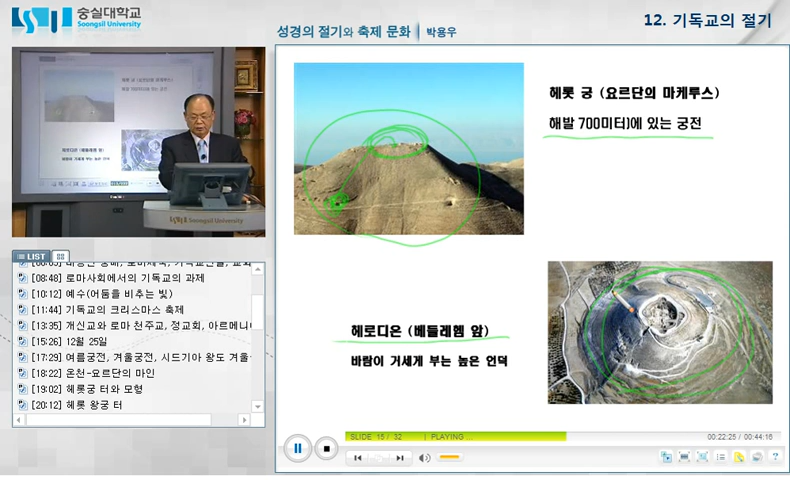 숭실대학교
Soongsil University
성경의 절기와 축제 문화 박용우
12. 기독교의 절기
헤롯 궁 (요르단의 마케루스)
해발 700미터)에 있는 궁전
헤로디은 (베들레헴 앞)
바람이 거세게 부는 높은 언덕
Soongsil University
LIST
[08:48] 로마사회에서의 기독교의 과제
[10:12] 예수(어둠를 비추는 빛)
[11:44] 기독교의 크리스마스 축제
[13:35] 개신교와 로마 천주교, 정교회, 아르메니
[15:26] 12월 25일
[17:29] 여름궁전, 겨울궁전, 시드기아 왕도 겨울
[18:22] 온천-요르단의 마인
[19:02] 헤롯궁 터와 모형
[20:12] 헤롯 왕궁 터
SLIDE 15 / 32 | PLAYING ...
00:22:25 / 00:44:16